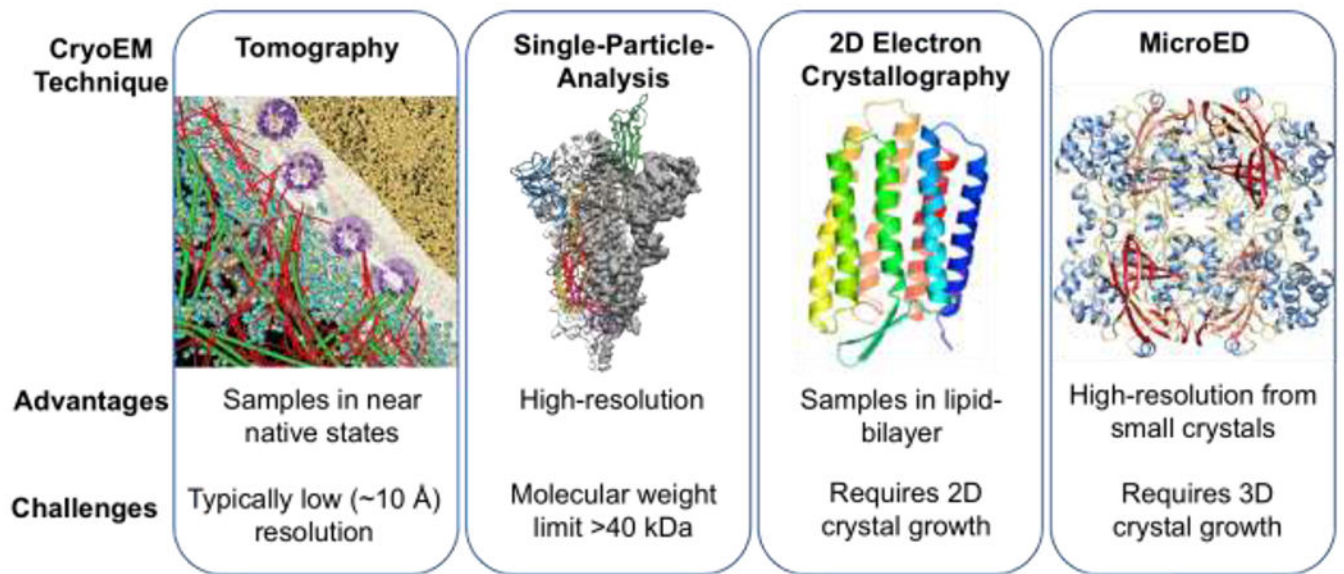 CryoEM
Technique
Tomography
Single-Particle-
Analysis
2D Electron
Crystallography
MicroED
Advantages
Samples in near
native states
High-resolution
Samples in lipid-
bilayer
High-resolution from
small crystals
Challenges
Typically low (~10 Å)
resolution
Molecular weight
limit >40 kDa
Requires 2D
crystal growth
Requires 3D
crystal growth